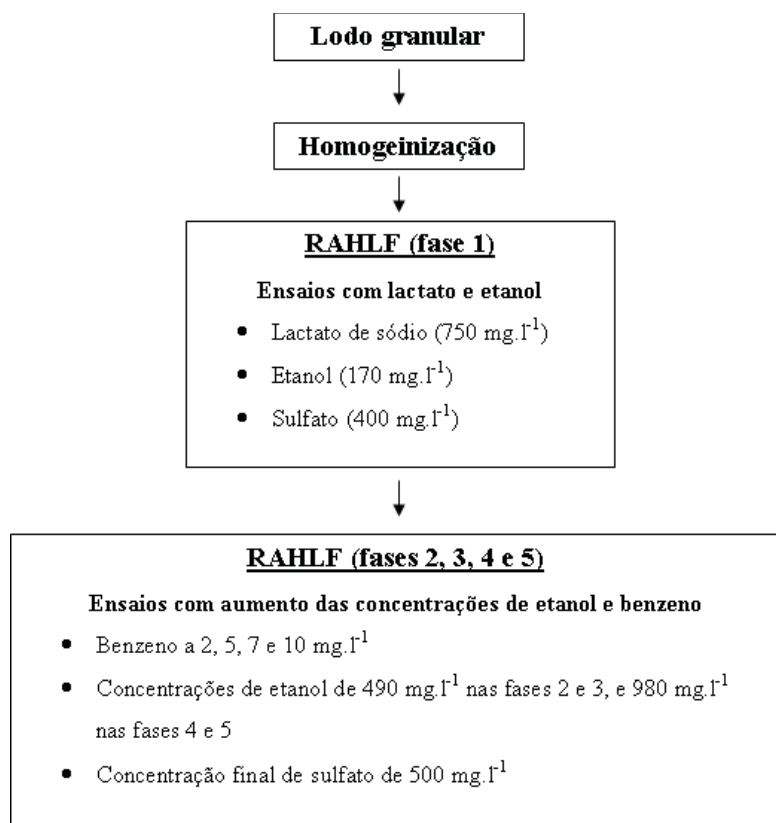 Lodo granular
Homogeinização
RAHLF (fase 1)
Ensaios com lactato e etanol
• Lactato de sódio (750 mg.l⁻¹)
• Etanol (170 mg.l⁻¹)
• Sulfato (400 mg.l⁻¹)
RAHLF (fases 2, 3, 4 e 5)
Ensaios com aumento das concentrações de etanol e benzeno
• Benzeno a 2, 5, 7 e 10 mg.l⁻¹
• Concentrações de etanol de 490 mg.l⁻¹ nas fases 2 e 3, e 980 mg.l⁻¹
nas fases 4 e 5
• Concentração final de sulfato de 500 mg.l⁻¹